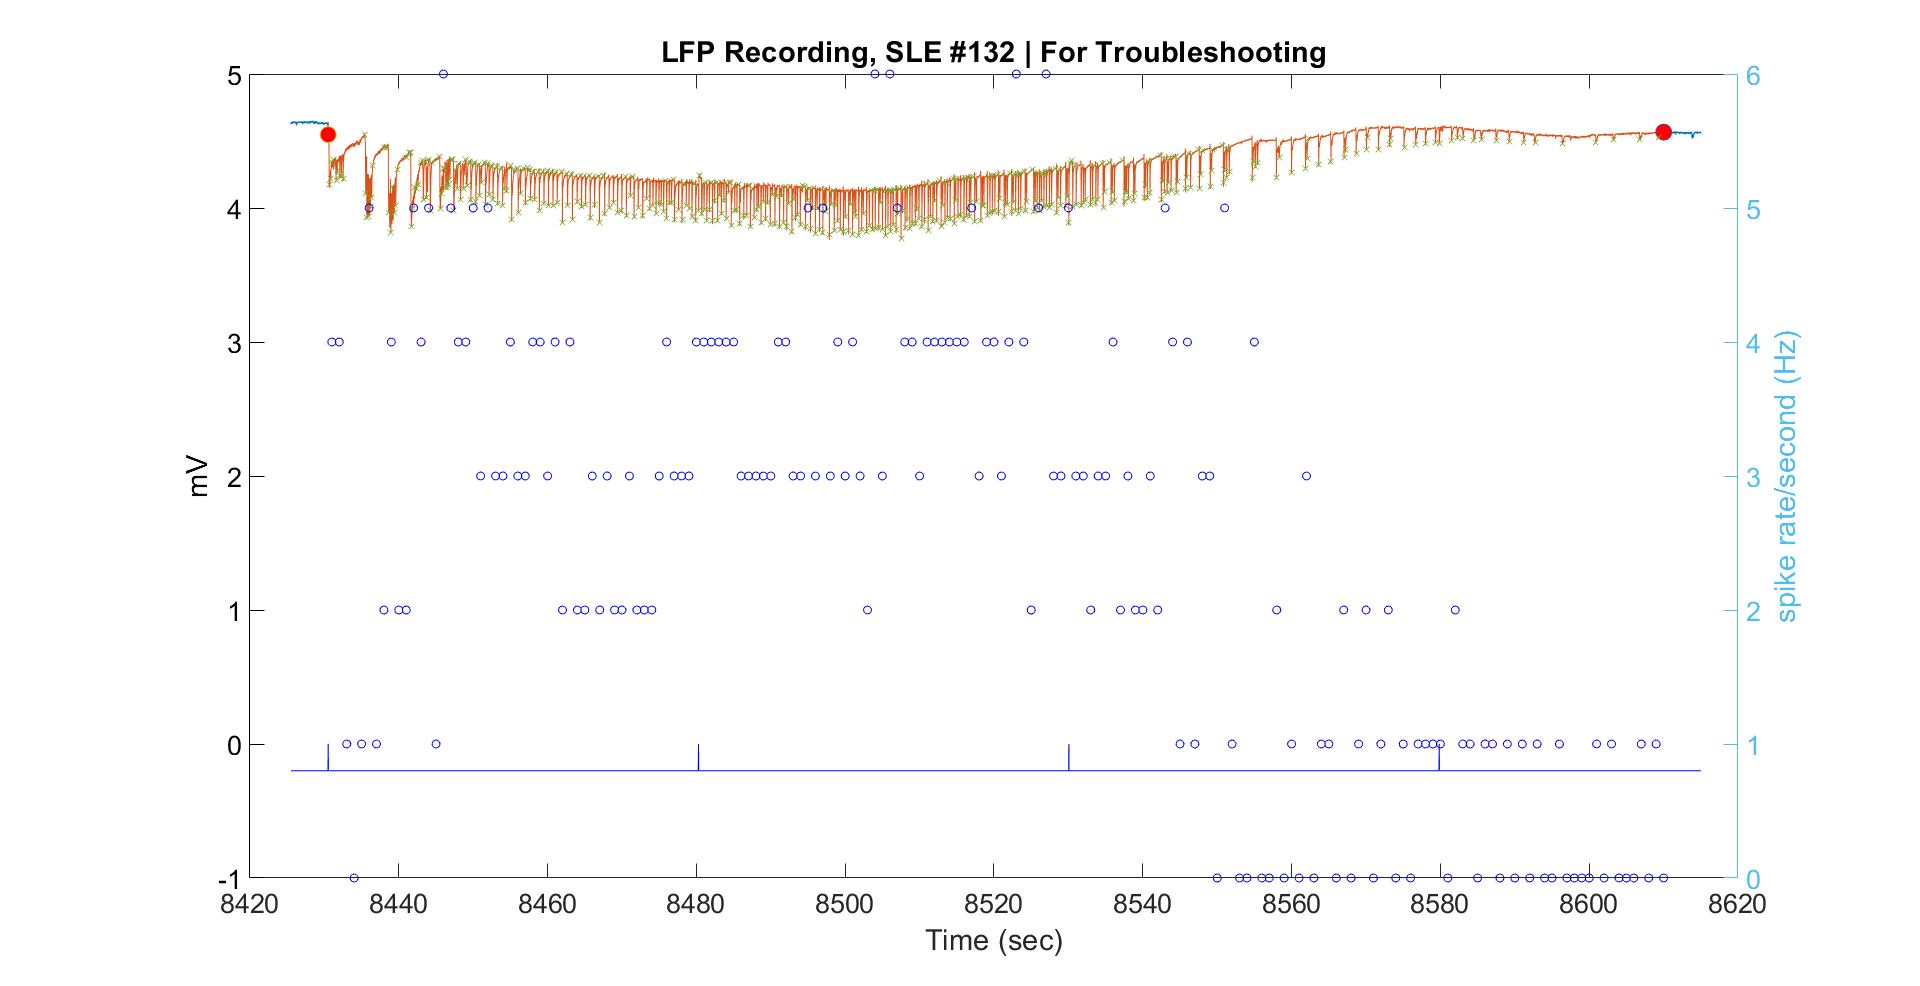 LFP Recording, SLE #132 | For Troubleshooting
5
4
3
2
1
0
-1
mV
6
5
4
3
2
1
0
spike rate/second (Hz)
8420 8440 8460 8480 8500 8520 8540 8560 8580 8600 8620
Time (sec)